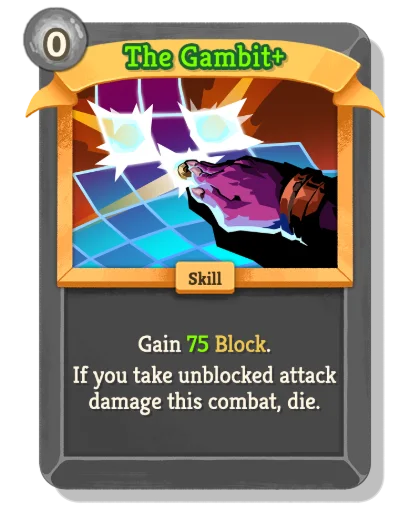 0
The Gambit+
Skill
Gain 75 Block.
If you take unblocked attack
damage this combat, die.